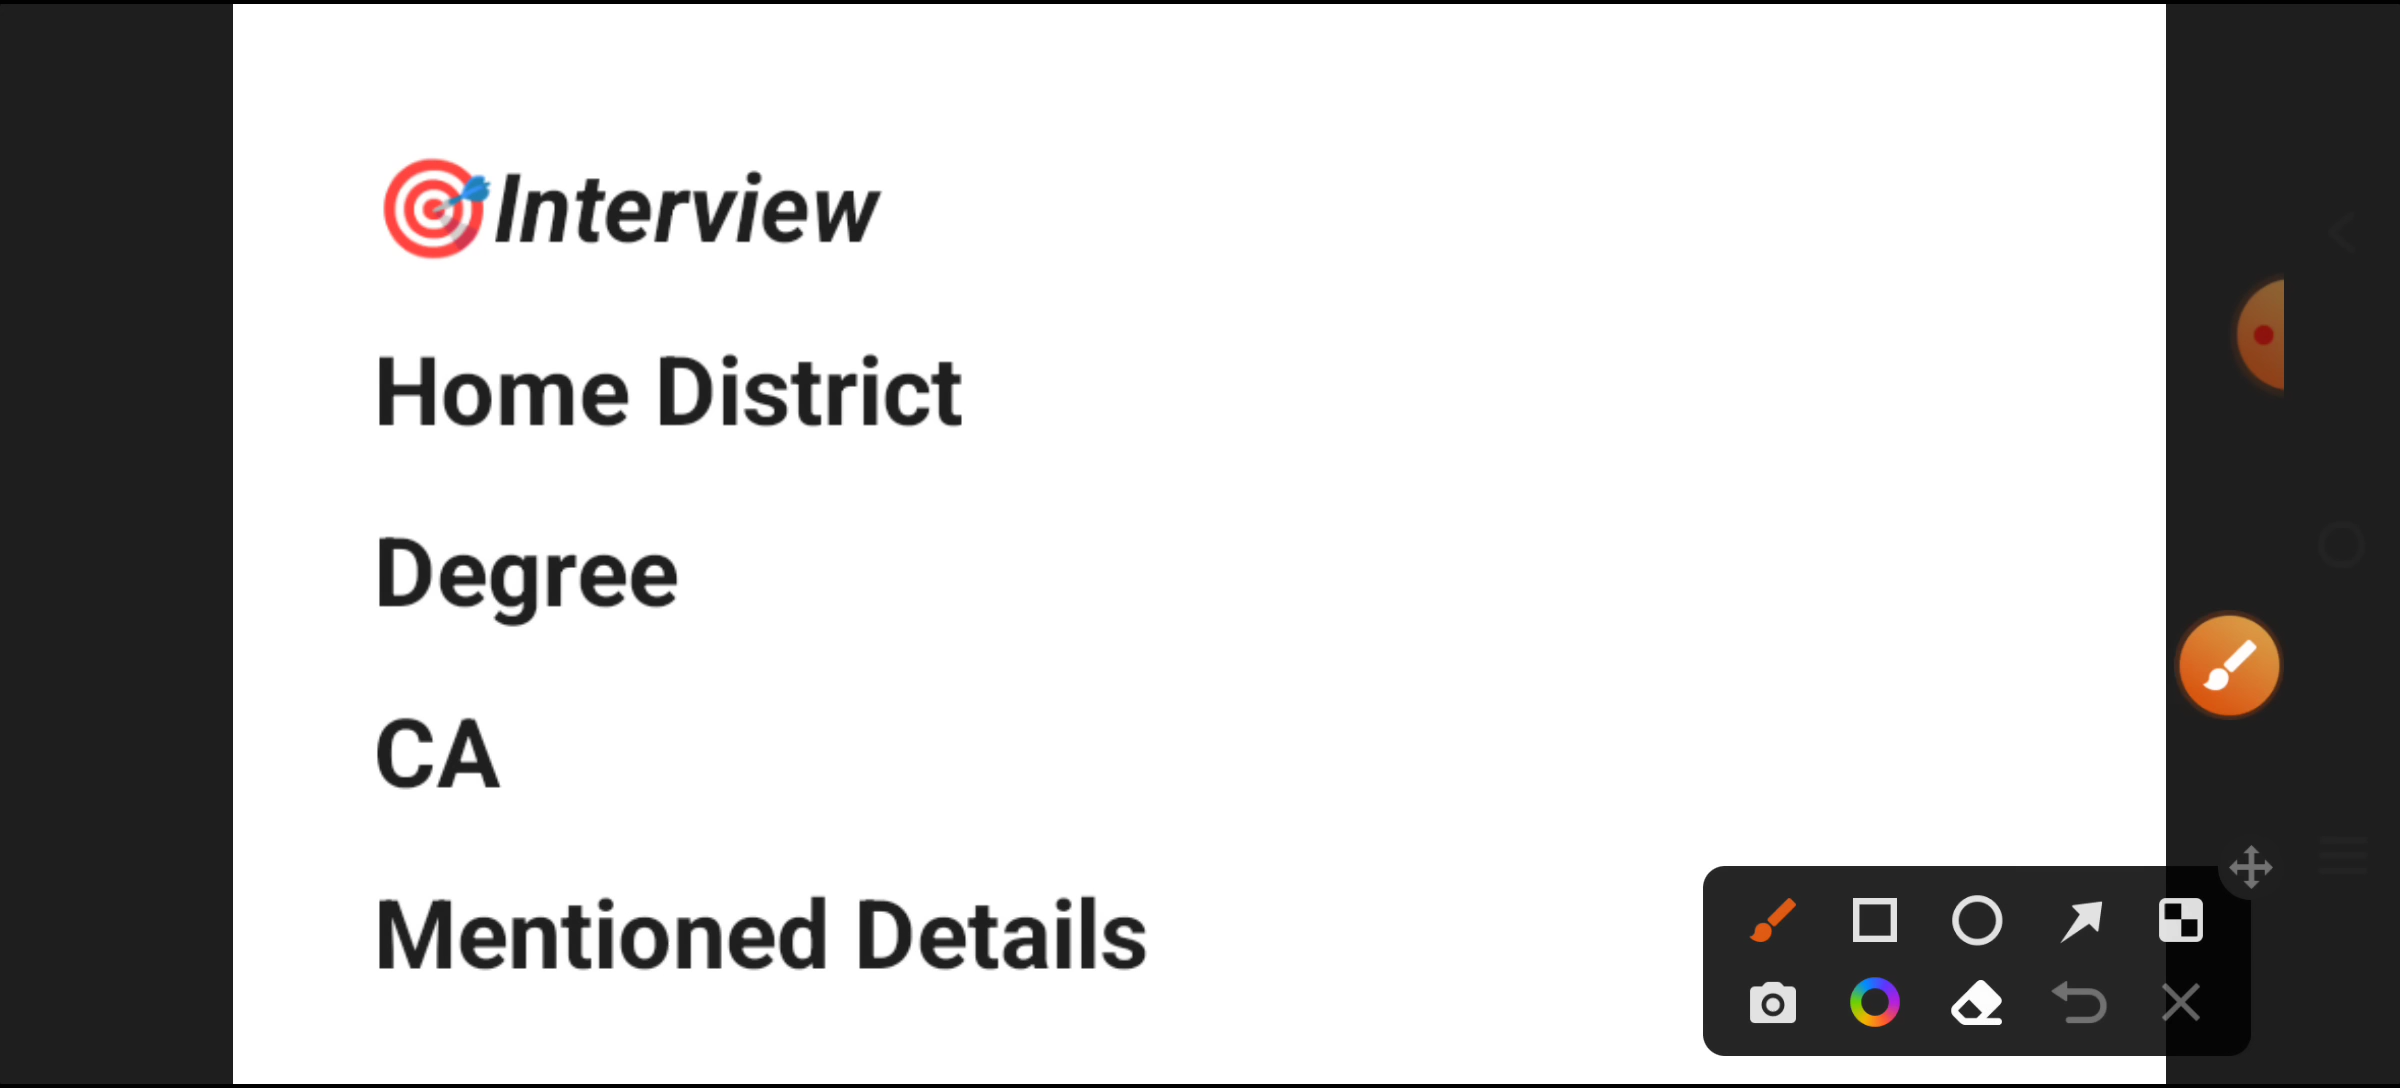 🎯Interview
Home District
Degree
CA
Mentioned Details